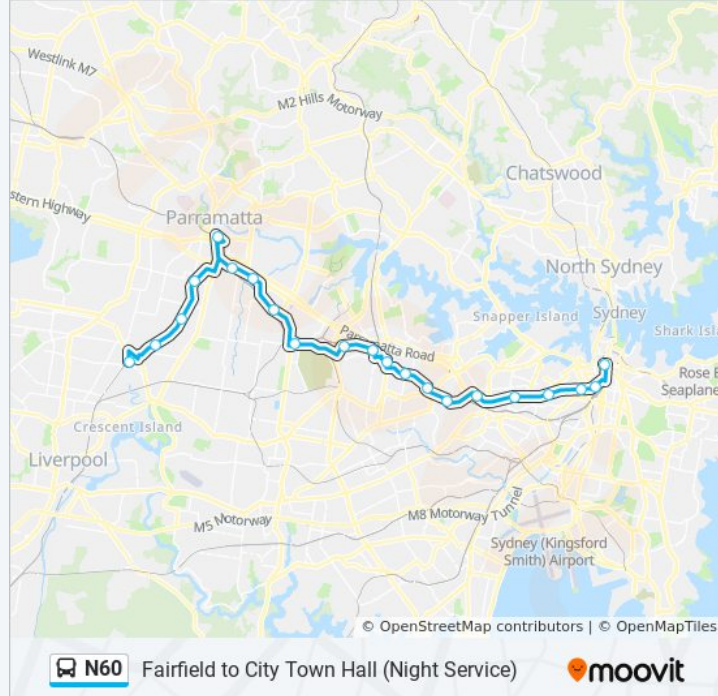 Westlink M7
M2 Hills Motorway
Chatswood
stern Highway
Parramatta
North Sydney
Snapper Island
Sydney
Shark Isla
Parramatta Road
Rose B
Seaplane
Crescent Island
Liverpool
M5 Motorway
M8 Motorway Tunnel
Sydney (Kingsford
Smith) Airport
© OpenStreetMap contributors | © OpenMapTiles
N60 Fairfield to City Town Hall (Night Service) moovit